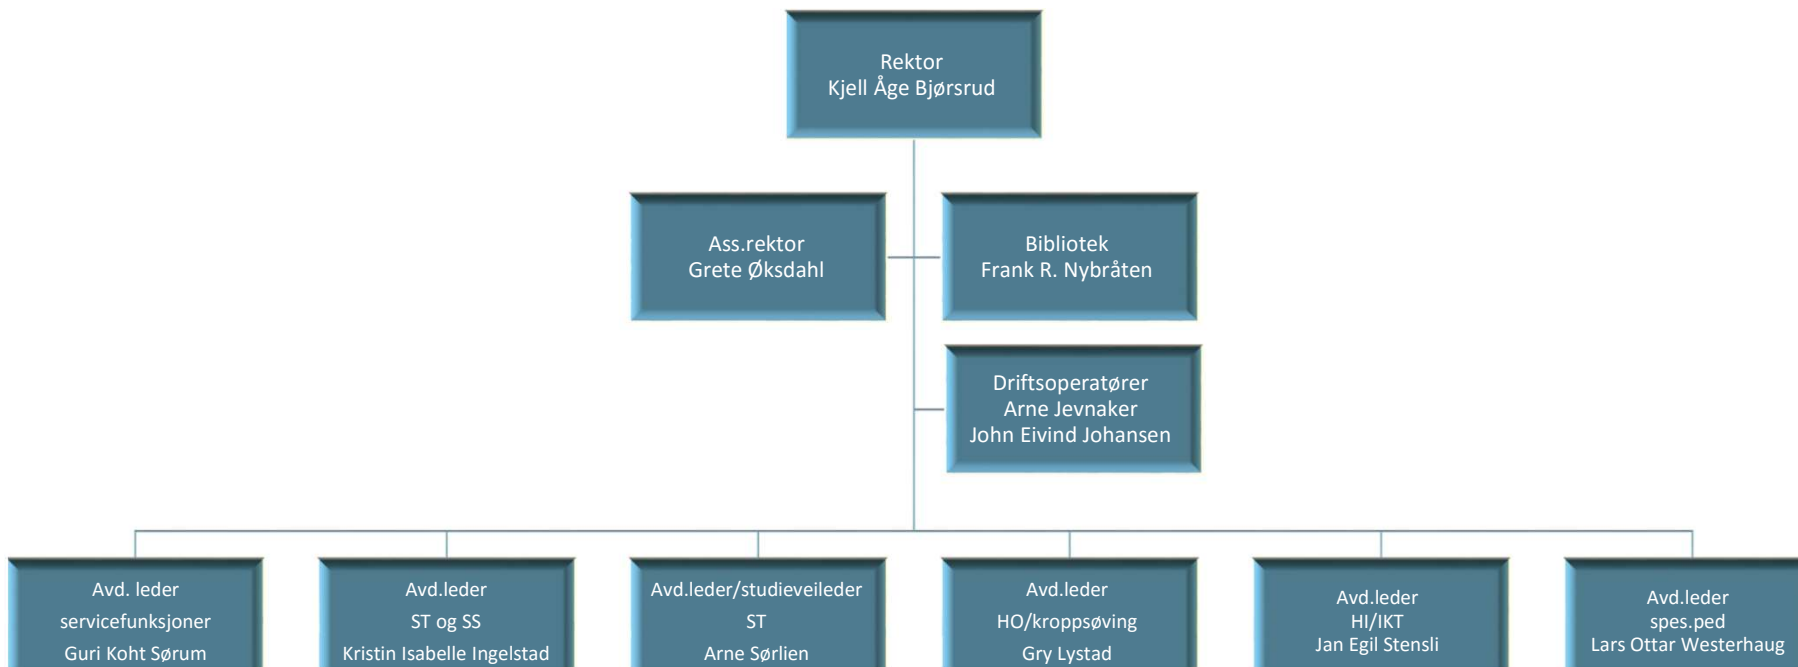 Rektor
Kjell Åge Bjørsrud
Ass.rektor
Grete Øksdahl
Bibliotek
Frank R. Nybråten
Driftsoperatører
Arne Jevnaker
John Eivind Johansen
Avd. leder
servicefunksjoner
Guri Koht Sørum
Avd.leder
ST og SS
Kristin Isabelle Ingelstad
Avd.leder/studieveileder
ST
Arne Sørlien
Avd.leder
HO/kroppsøving
Gry Lystad
Avd.leder
HI/IKT
Jan Egil Stensli
Avd.leder
spes.ped
Lars Ottar Westerhaug